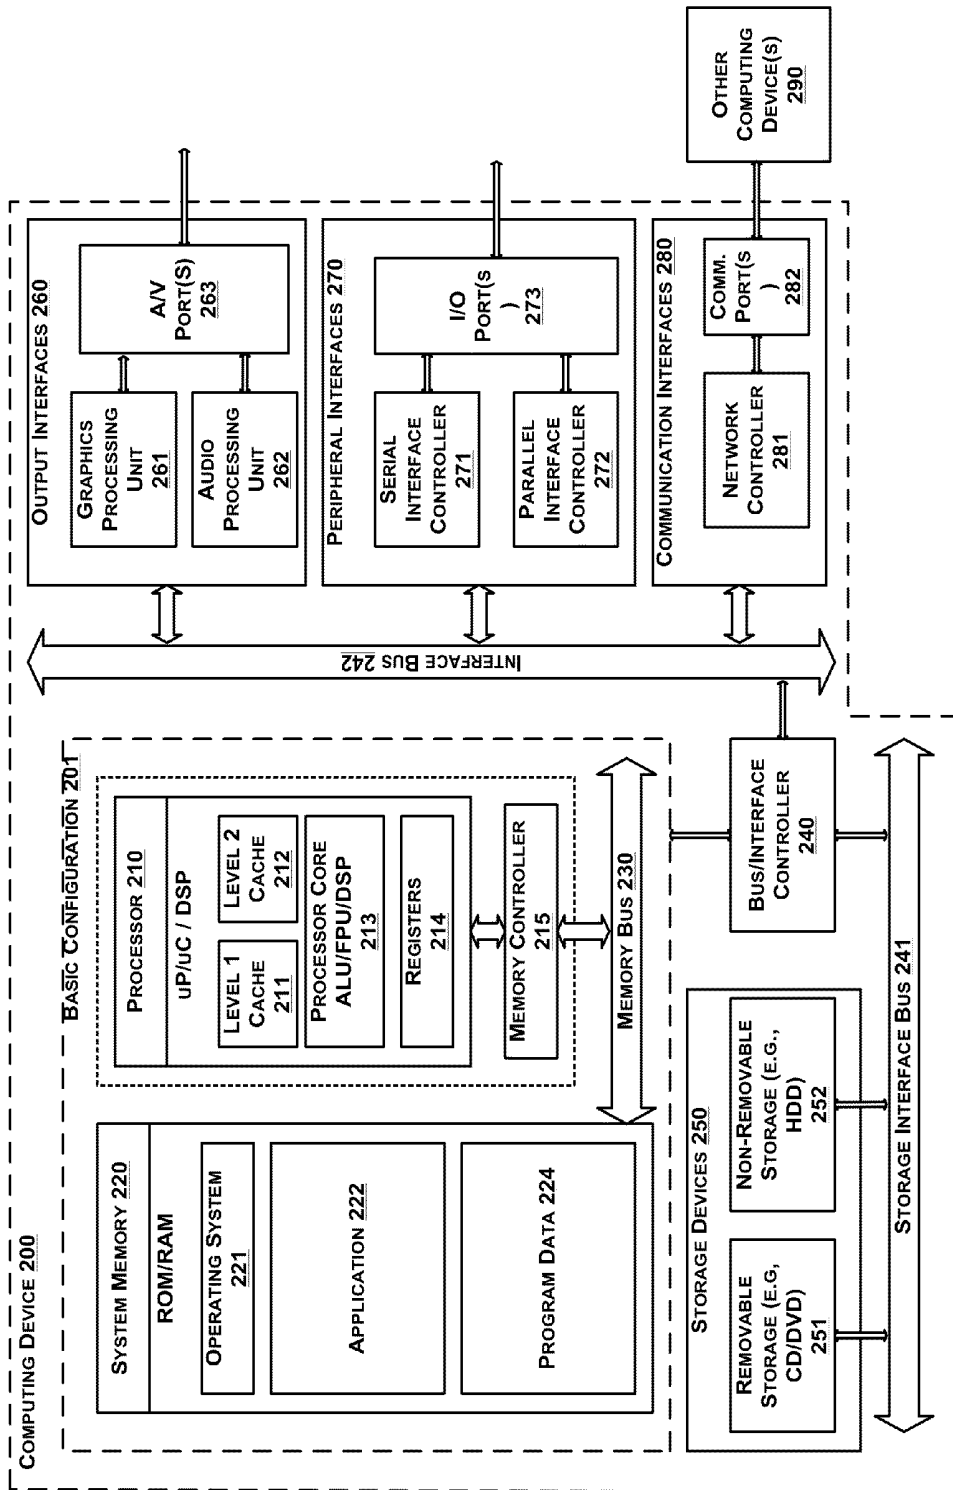 COMPUTING DEVICE 200
BASIC CONFIGURATION 201
SYSTEM MEMORY 220
ROM/RAM
OPERATING SYSTEM
221
APPLICATION 222
PROGRAM DATA 224
PROCESSOR 210
uP/uC / DSP
LEVEL 1
CACHE
211
LEVEL 2
CACHE
212
PROCESSOR CORE
ALU/FPU/DSP
213
REGISTERS
214
MEMORY CONTROLLER
215
MEMORY BUS 230
STORAGE DEVICES 250
REMOVABLE
STORAGE (E.G,
CD/DVD)
251
NON-REMOVABLE
STORAGE (E.G.,
HDD)
252
BUS/INTERFACE
CONTROLLER
240
STORAGE INTERFACE BUS 241
INTERFACE BUS 242
OUTPUT INTERFACES 260
GRAPHICS
PROCESSING
UNIT
261
AUDIO
PROCESSING
UNIT
262
A/V
PORT(S)
263
PERIPHERAL INTERFACES 270
SERIAL
INTERFACE
CONTROLLER
271
PARALLEL
INTERFACE
CONTROLLER
272
I/O
PORT(S
)
273
COMMUNICATION INTERFACES 280
NETWORK
CONTROLLER
281
COMM.
PORT(S
)
282
OTHER
COMPUTING
DEVICE(S)
290